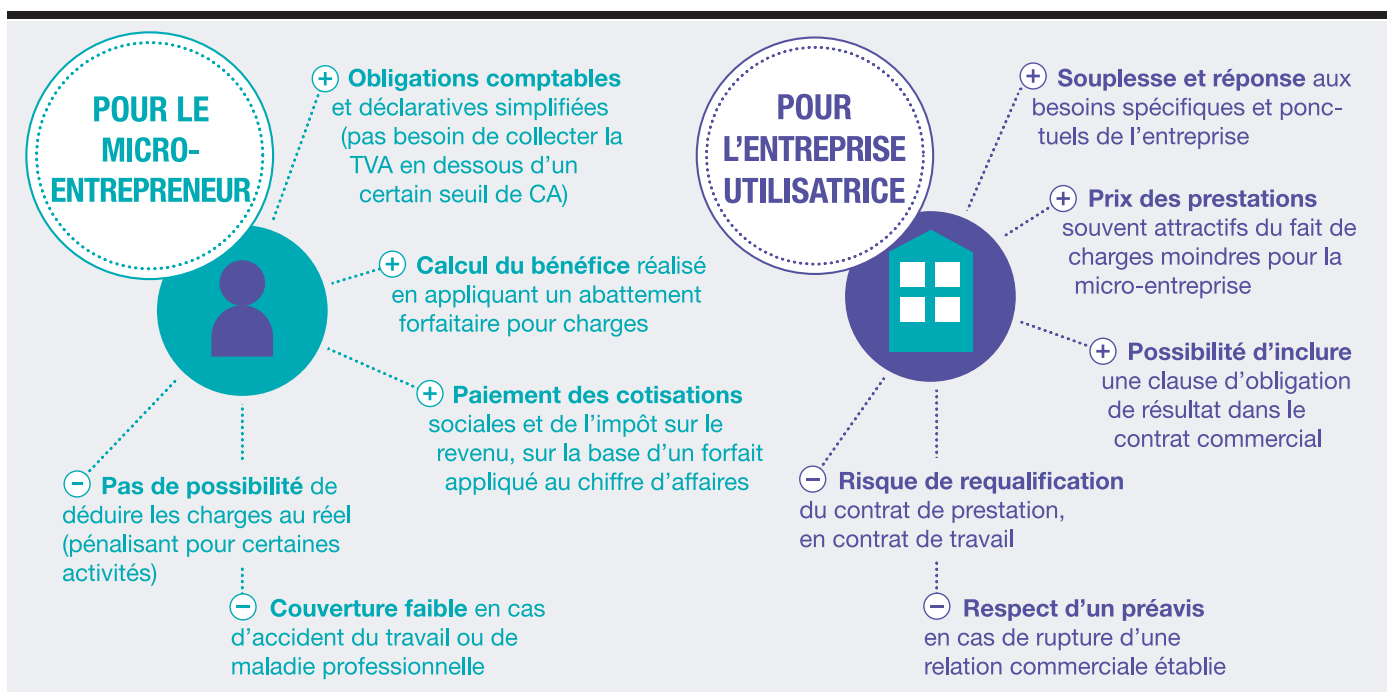 POUR LE
MICRO-
ENTREPRENEUR
+ Obligations comptables
et déclaratives simplifiées
(pas besoin de collecter la
TVA en dessous d’un
certain seuil de CA)
+ Calcul du bénéfice réalisé
en appliquant un abattement
forfaitaire pour charges
+ Paiement des cotisations
sociales et de l’impôt sur le
revenu, sur la base d’un forfait
appliqué au chiffre d’affaires
− Pas de possibilité de
déduire les charges au réel
(pénalisant pour certaines
activités)
− Couverture faible en cas
d’accident du travail ou de
maladie professionnelle
POUR
L’ENTREPRISE
UTILISATRICE
+ Souplesse et réponse aux
besoins spécifiques et ponc-
tuels de l’entreprise
+ Prix des prestations
souvent attractifs du fait de
charges moindres pour la
micro-entreprise
+ Possibilité d’inclure
une clause d’obligation
de résultat dans le
contrat commercial
− Risque de requalification
du contrat de prestation,
en contrat de travail
− Respect d’un préavis
en cas de rupture d’une
relation commerciale établie